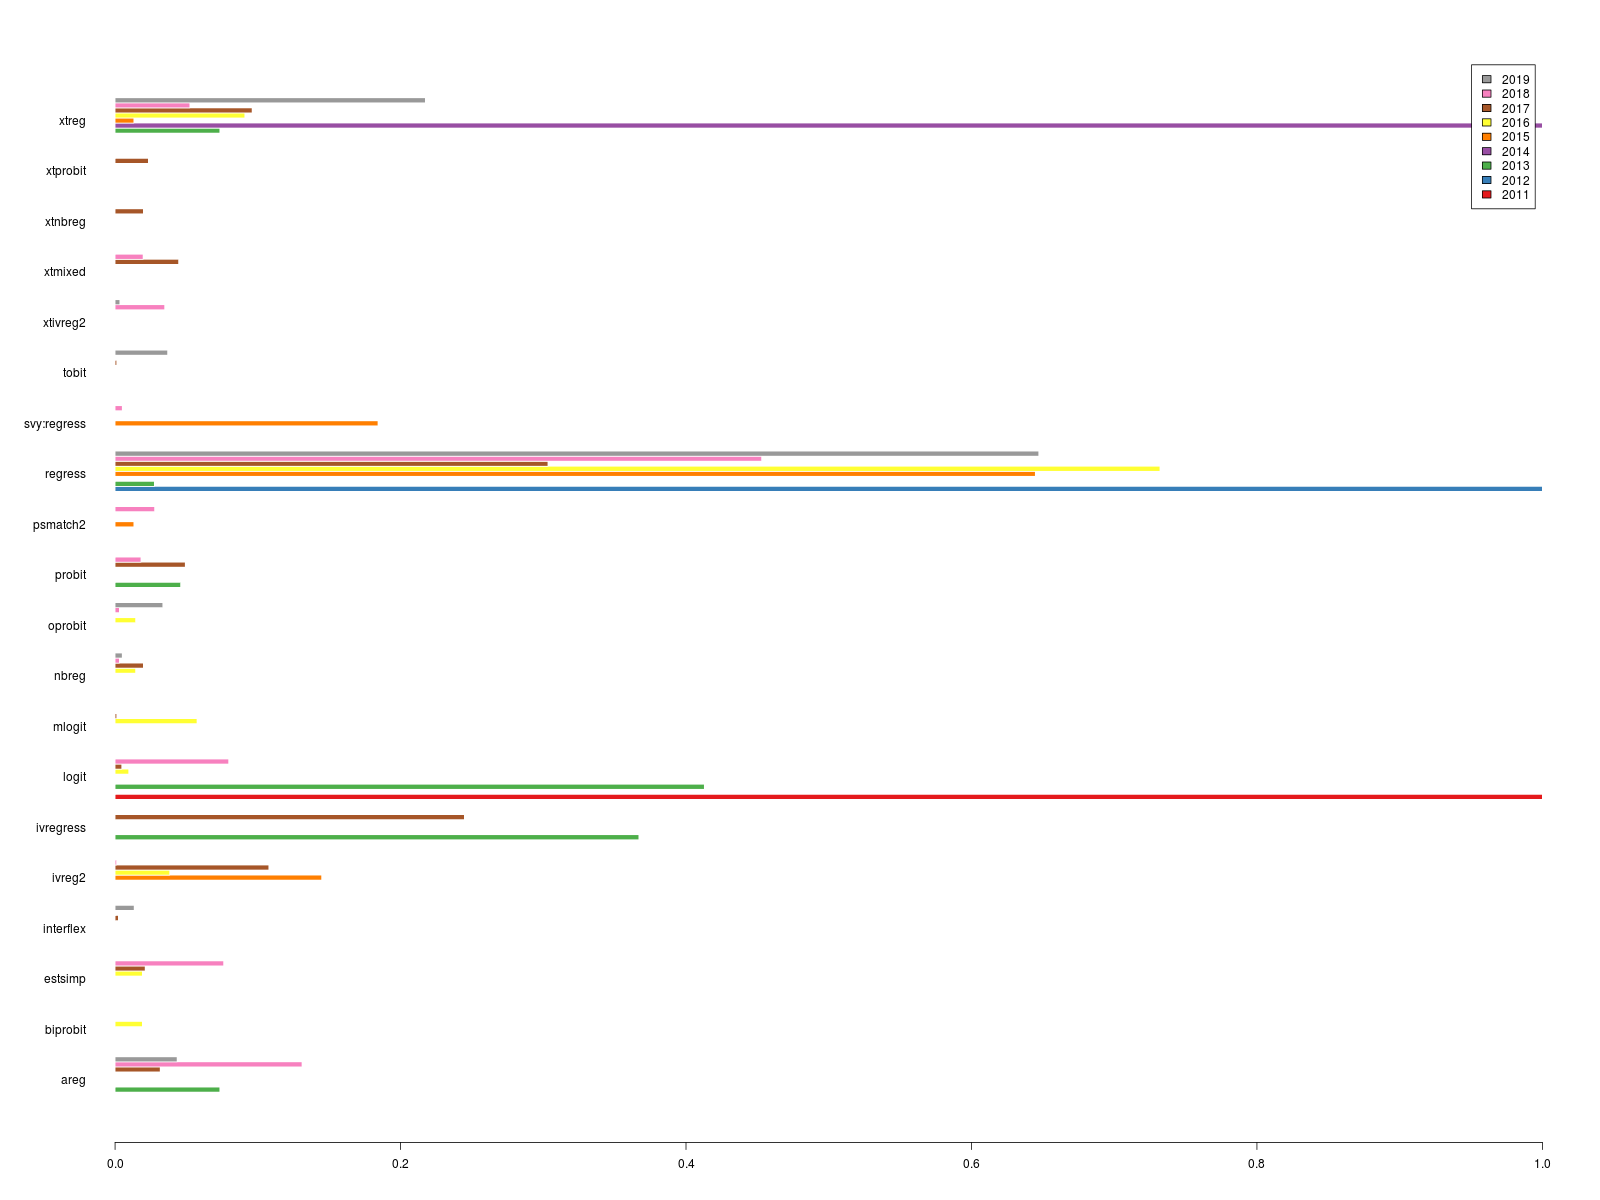 2019
2018
2017
2016
2015
2014
2013
2012
2011
xtreg
xtprobit
xtnbreg
xtmixed
xtivreg2
tobit
svy:regress
regress
psmatch2
probit
oprobit
nbreg
mlogit
logit
ivregress
ivreg2
interflex
estsimp
biprobit
areg
0.0 0.2 0.4 0.6 0.8 1.0